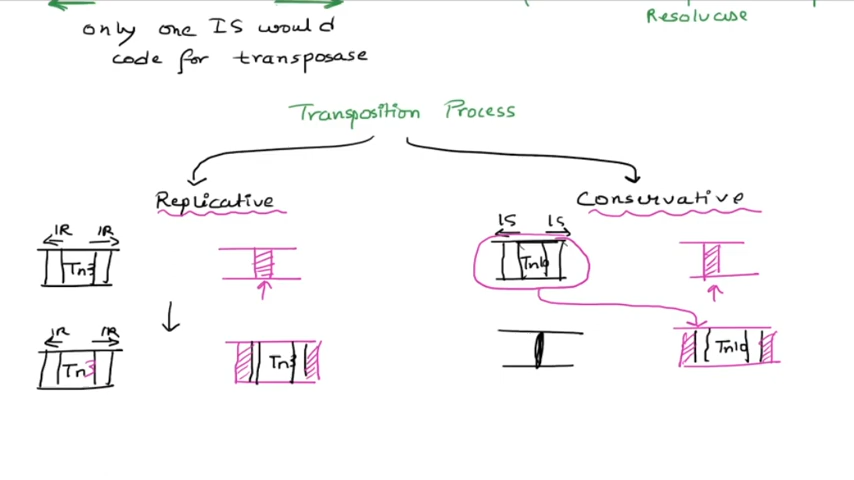 Resolvase
only one IS would
code for transposase
Transposition Process
Replicative
Conservative
IR IR
IS IS
Tn3
Tn10
IR IR
Tn3
Tn3
Tn10